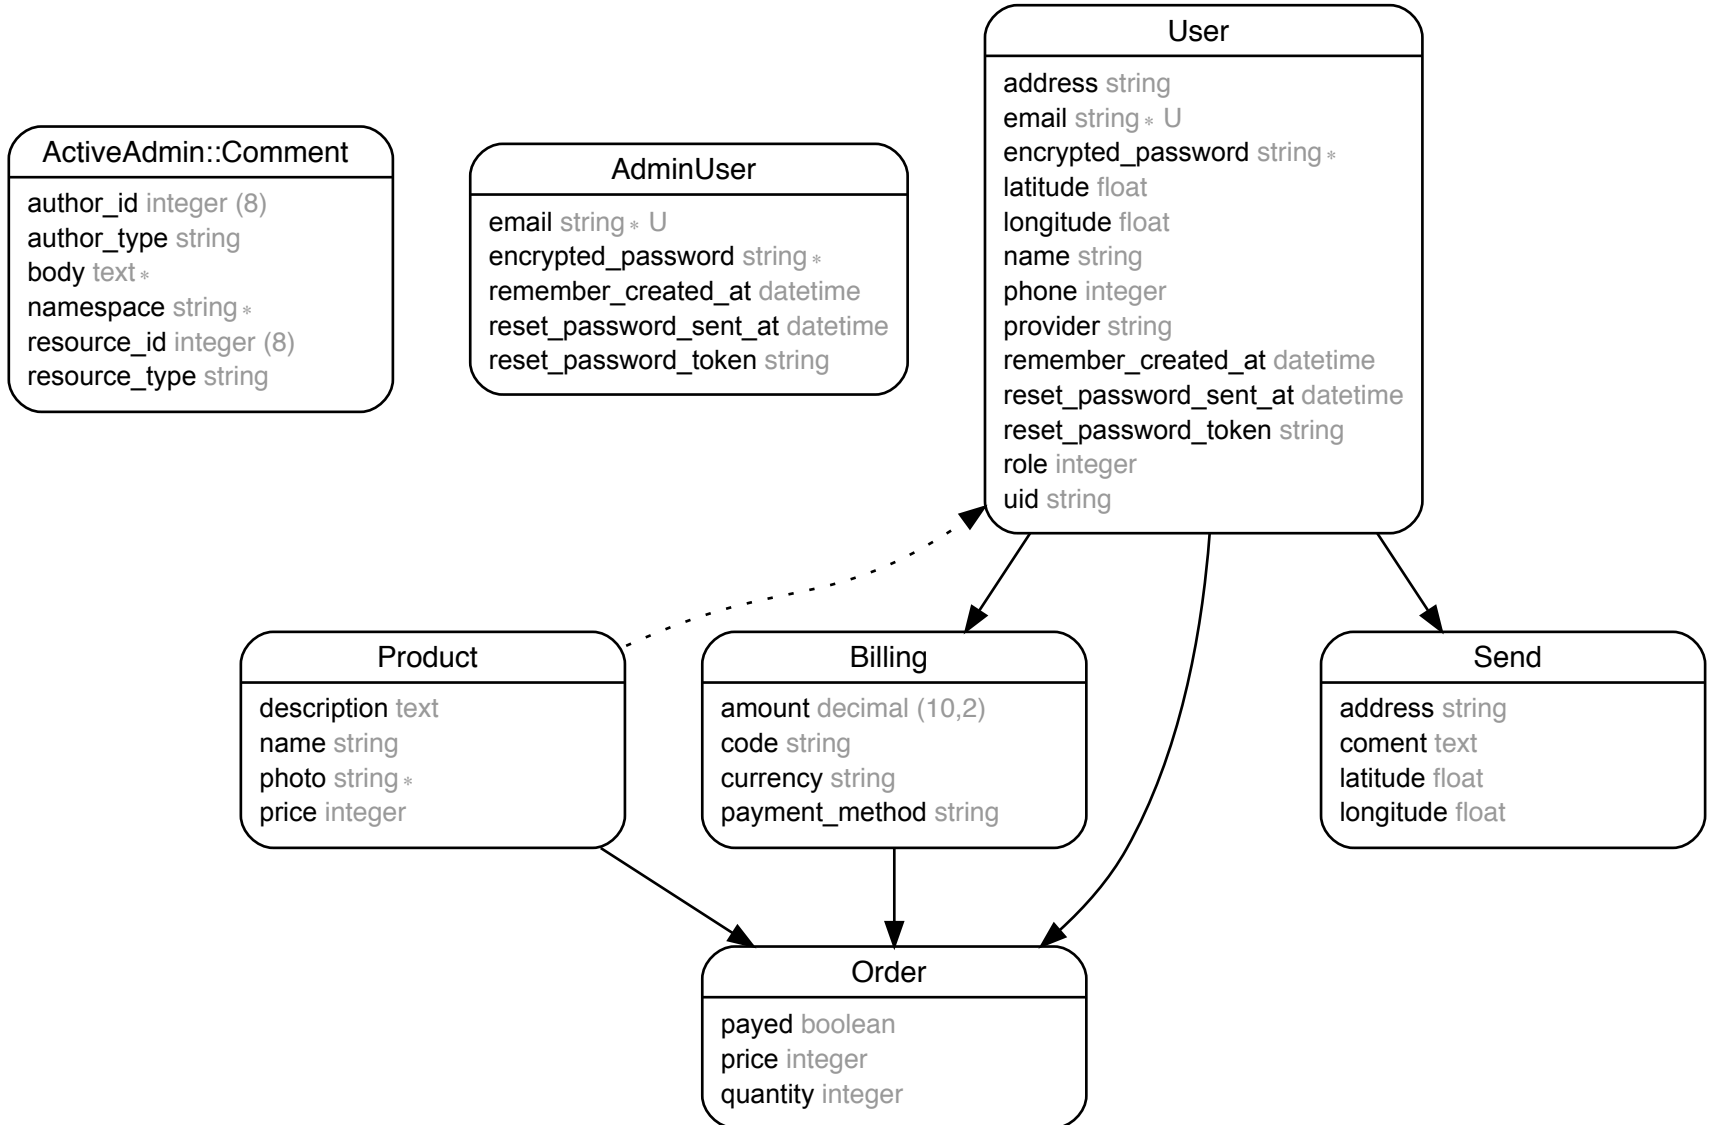 User
address string
email string∗ U
encrypted_password string∗
latitude float
longitude float
name string
phone integer
provider string
remember_created_at datetime
reset_password_sent_at datetime
reset_password_token string
role integer
uid string
ActiveAdmin::Comment
author_id integer (8)
author_type string
body text∗
namespace string∗
resource_id integer (8)
resource_type string
AdminUser
email string∗ U
encrypted_password string∗
remember_created_at datetime
reset_password_sent_at datetime
reset_password_token string
Product
description text
name string
photo string∗
price integer
Billing
amount decimal (10,2)
code string
currency string
payment_method string
Send
address string
coment text
latitude float
longitude float
Order
payed boolean
price integer
quantity integer